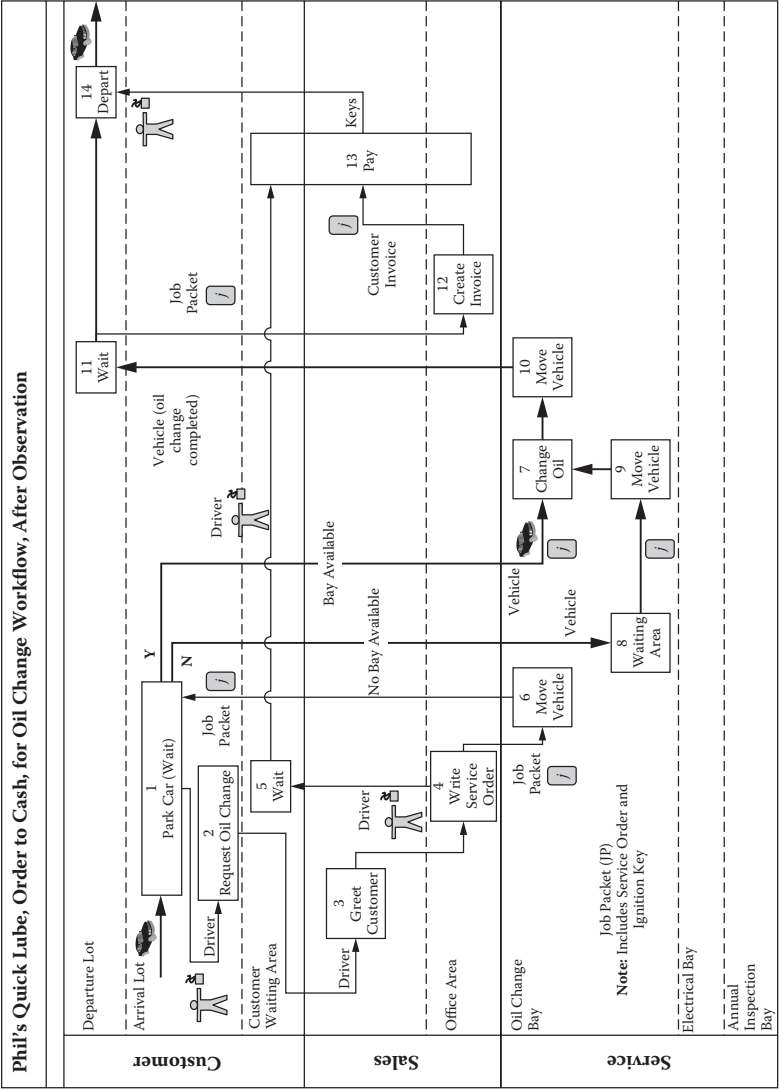 Phil's Quick Lube, Order to Cash, for Oil Change Workflow, After Observation
Customer
Departure Lot
11
Wait
14
Depart
Arrival Lot
1
Park Car (Wait)
Y
N
Driver
2
Request Oil Change
Job
Packet
j
Vehicle (oil
change
completed)
Job
Packet
j
Customer
Waiting Area
5
Wait
Driver
Sales
Driver
3
Greet
Customer
Driver
No Bay Available
Bay Available
Customer
Invoice
j
13
Pay
Keys
Office Area
4
Write
Service
Order
12
Create
Invoice
Service
Oil Change
Bay
Job
Packet
j
6
Move
Vehicle
Vehicle
Vehicle
j
7
Change
Oil
10
Move
Vehicle
8
Waiting
Area
j
9
Move
Vehicle
Job Packet (JP)
Note: Includes Service Order and
Ignition Key
Electrical Bay
Annual
Inspection
Bay